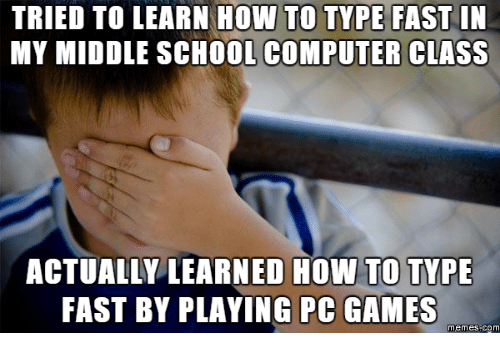 TRIED TO LEARN HOW TO TYPE FAST IN
MY MIDDLE SCHOOL COMPUTER CLASS
ACTUALLY LEARNED HOW TO TYPE
FAST BY PLAYING PC GAMES
memes.com